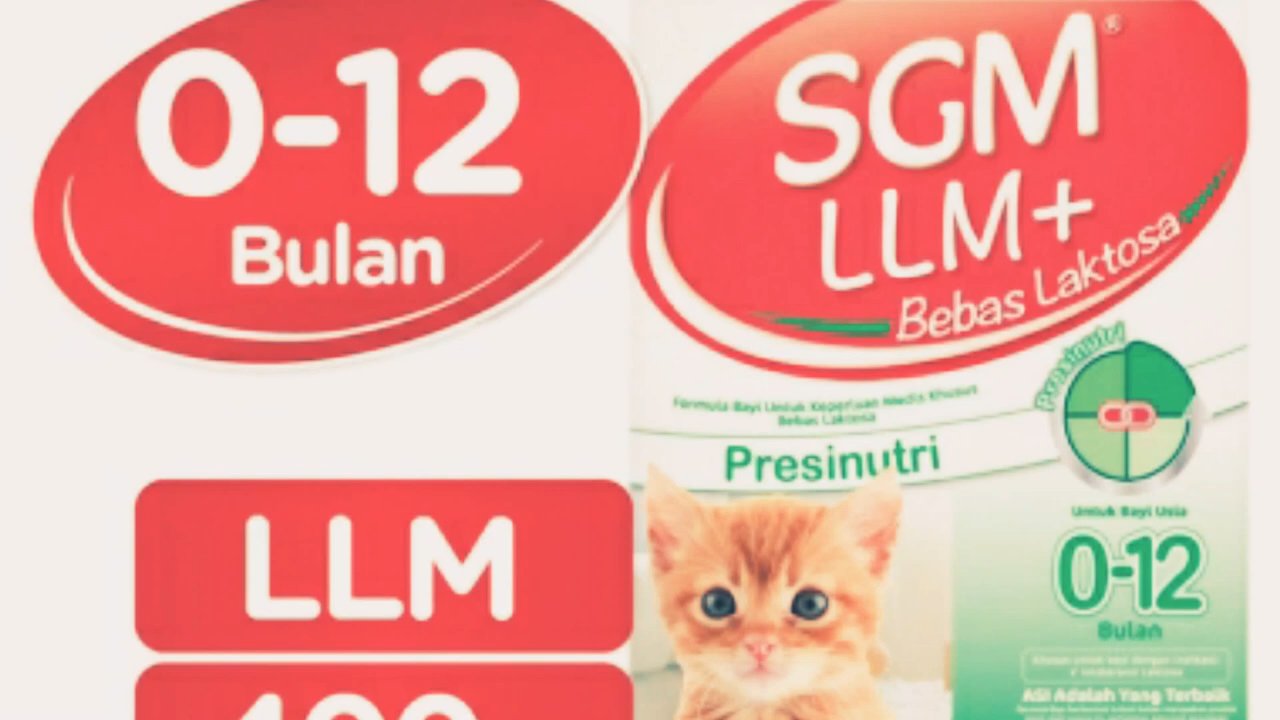 0-12
Bulan
LLM
400
SGM®
LLM+
Bebas Laktosa
Presinutri
Formula Bayi Untuk Keperluan Medis Khusus
Bebas Laktosa
Presinutri
Untuk Bayi Usia
0-12
Bulan
ASI Adalah Yang Terbaik